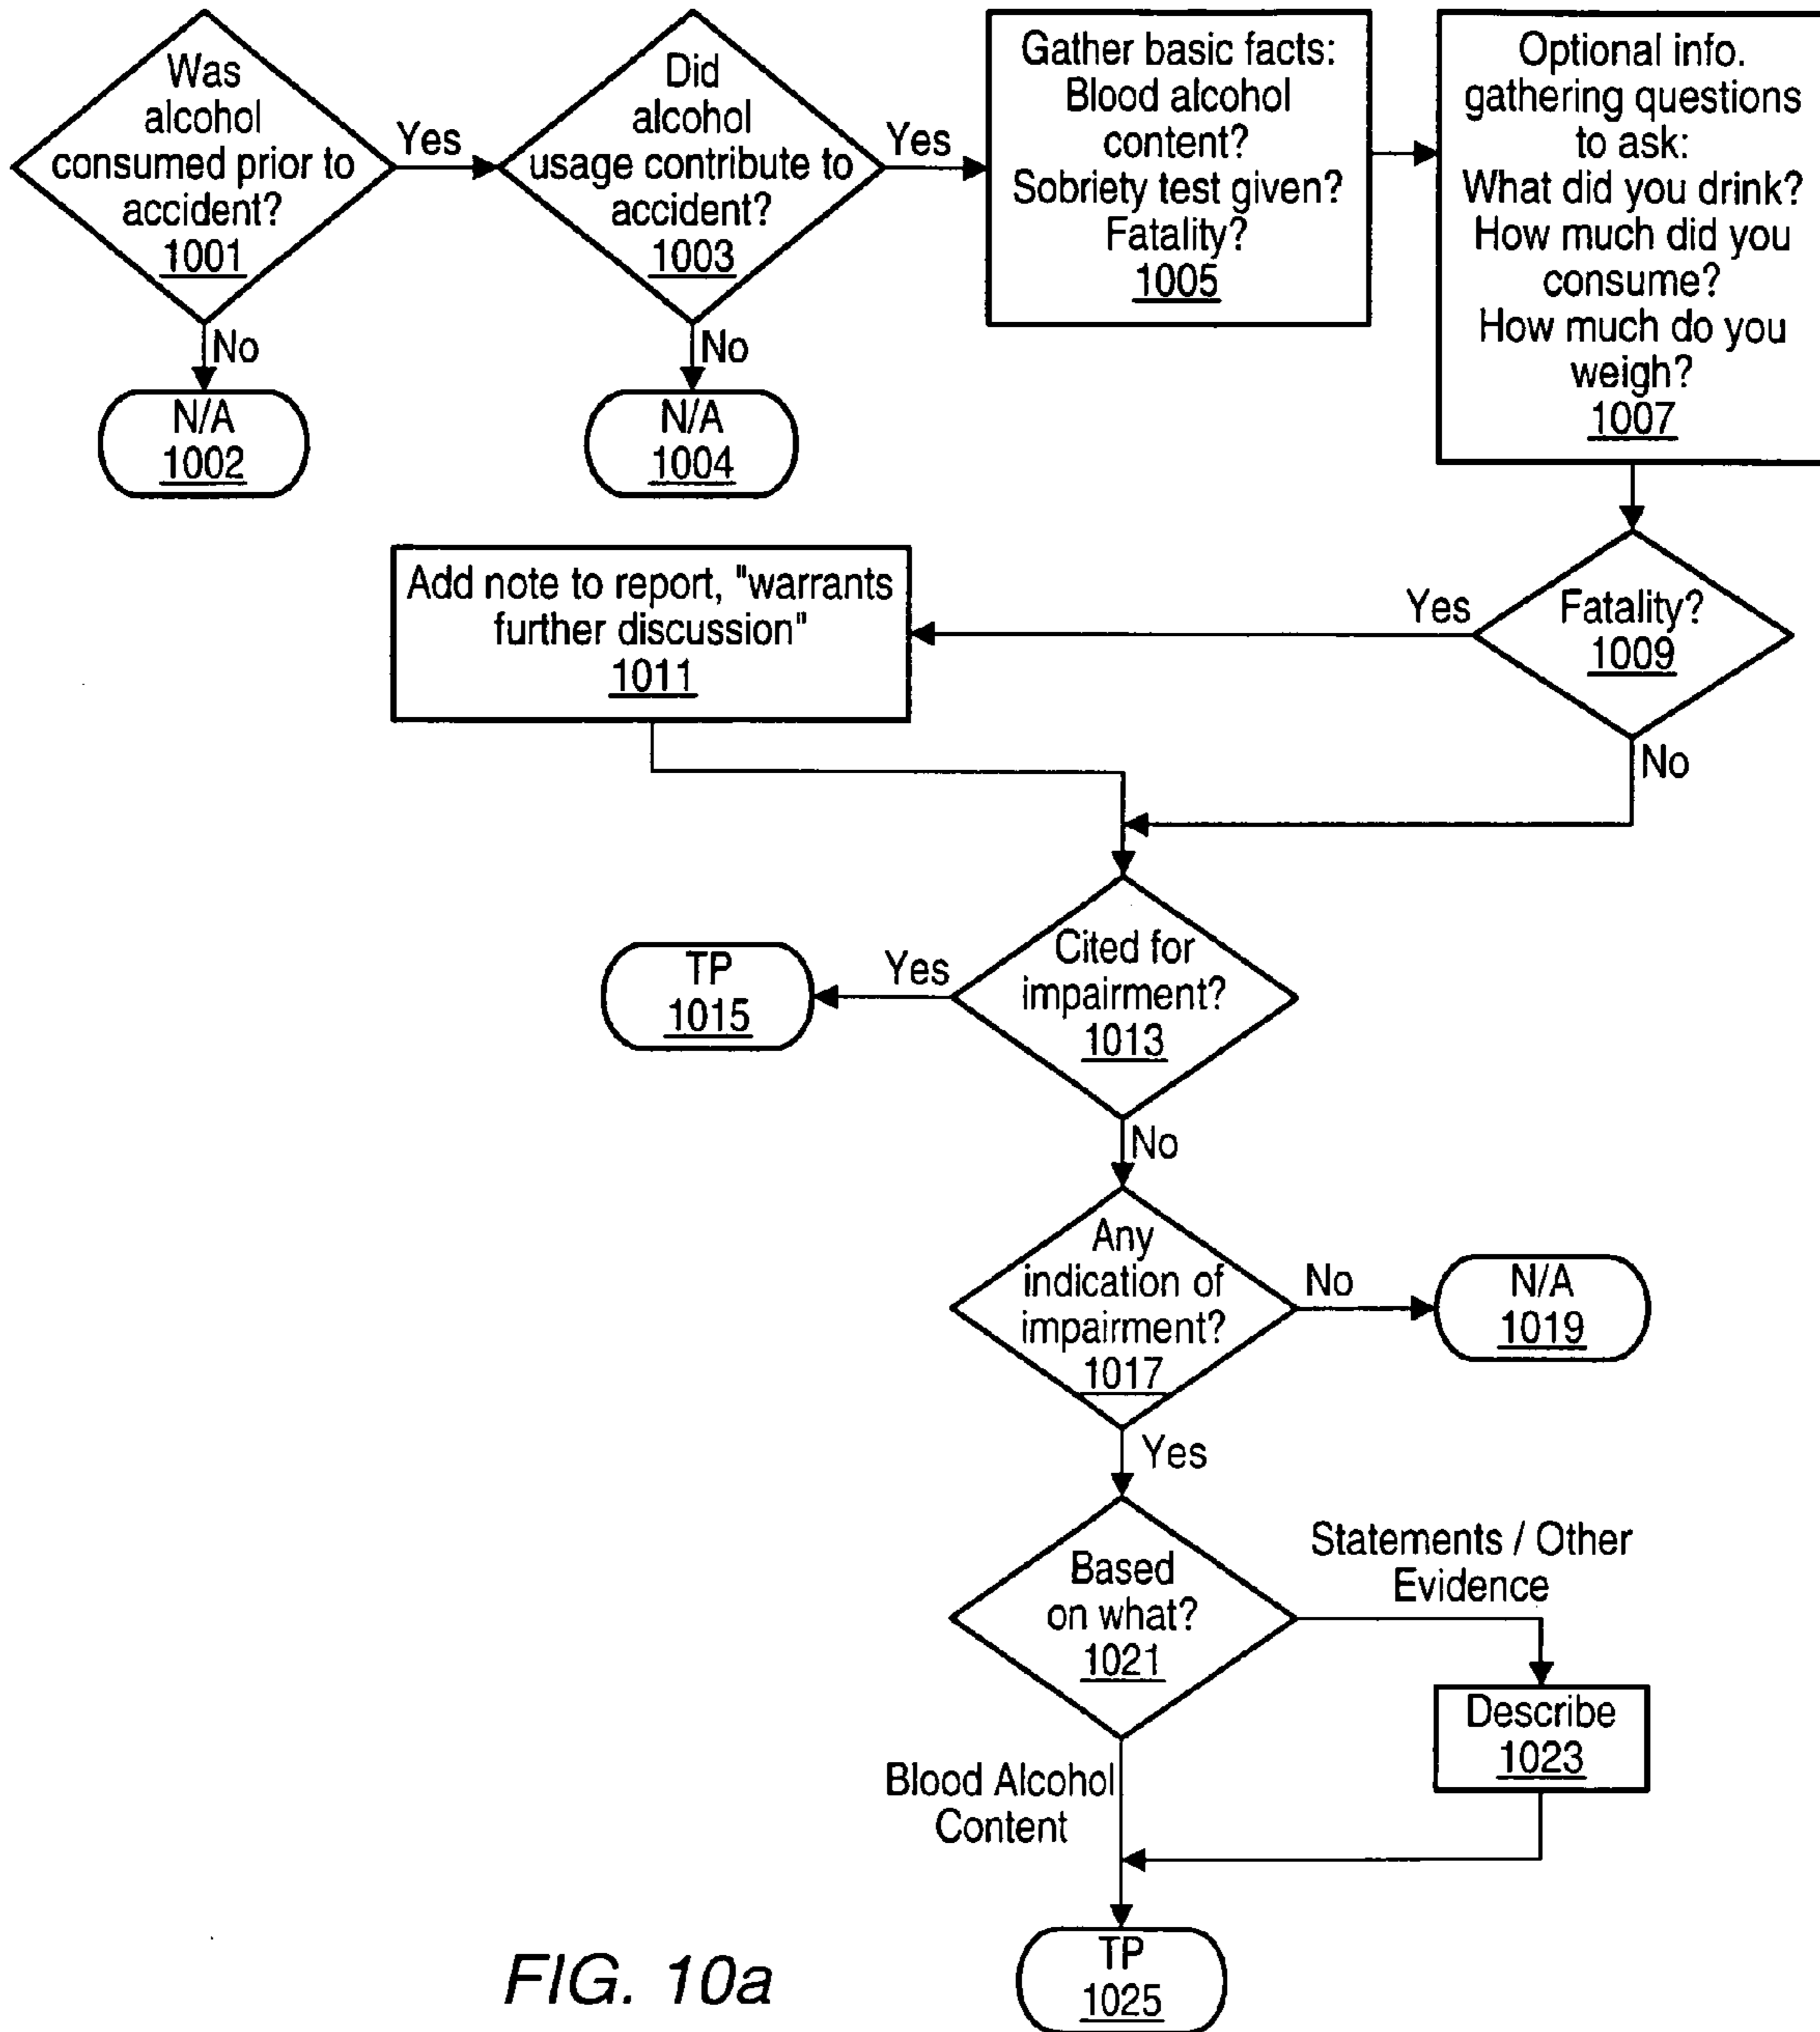 Was
alcohol
consumed prior to
accident?
1001
Yes
No
N/A
1002
Did
alcohol
usage contribute to
accident?
1003
Yes
No
N/A
1004
Gather basic facts:
Blood alcohol
content?
Sobriety test given?
Fatality?
1005
Optional info.
gathering questions
to ask:
What did you drink?
How much did you
consume?
How much do you
weigh?
1007
Fatality?
1009
Yes
No
Add note to report, "warrants
further discussion"
1011
Cited for
impairment?
1013
Yes
TP
1015
No
Any
indication of
impairment?
1017
No
N/A
1019
Yes
Based
on what?
1021
Statements / Other
Evidence
Describe
1023
Blood Alcohol
Content
TP
1025
FIG. 10a